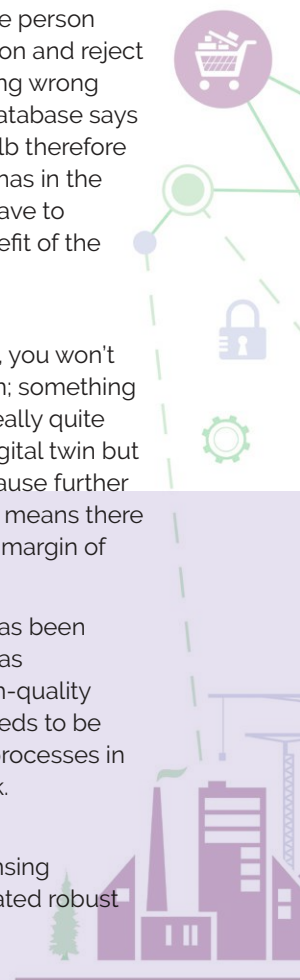 e person
on and reject
ng wrong
atabase says
lb therefore
has in the
ave to
efit of the
, you won't
n; something
eally quite
gital twin but
ause further
means there
margin of
as been
as
h-quality
eds to be
rocesses in
k.
nsing
ated robust